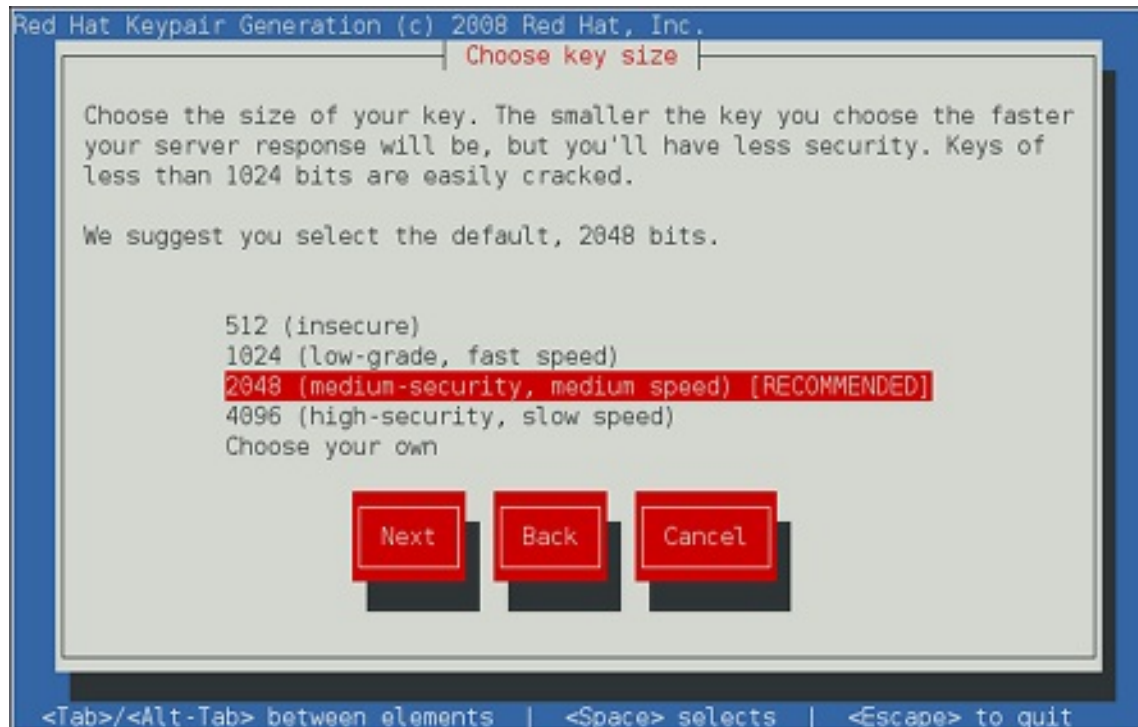 Red Hat Keypair Generation (c) 2008 Red Hat, Inc.
Choose key size
Choose the size of your key. The smaller the key you choose the faster
your server response will be, but you'll have less security. Keys of
less than 1024 bits are easily cracked.
We suggest you select the default, 2048 bits.
512 (insecure)
1024 (low-grade, fast speed)
2048 (medium-security, medium speed) [RECOMMENDED]
4096 (high-security, slow speed)
Choose your own
Next Back Cancel
<Tab>/<Alt-Tab> between elements | <Space> selects | <Escape> to quit